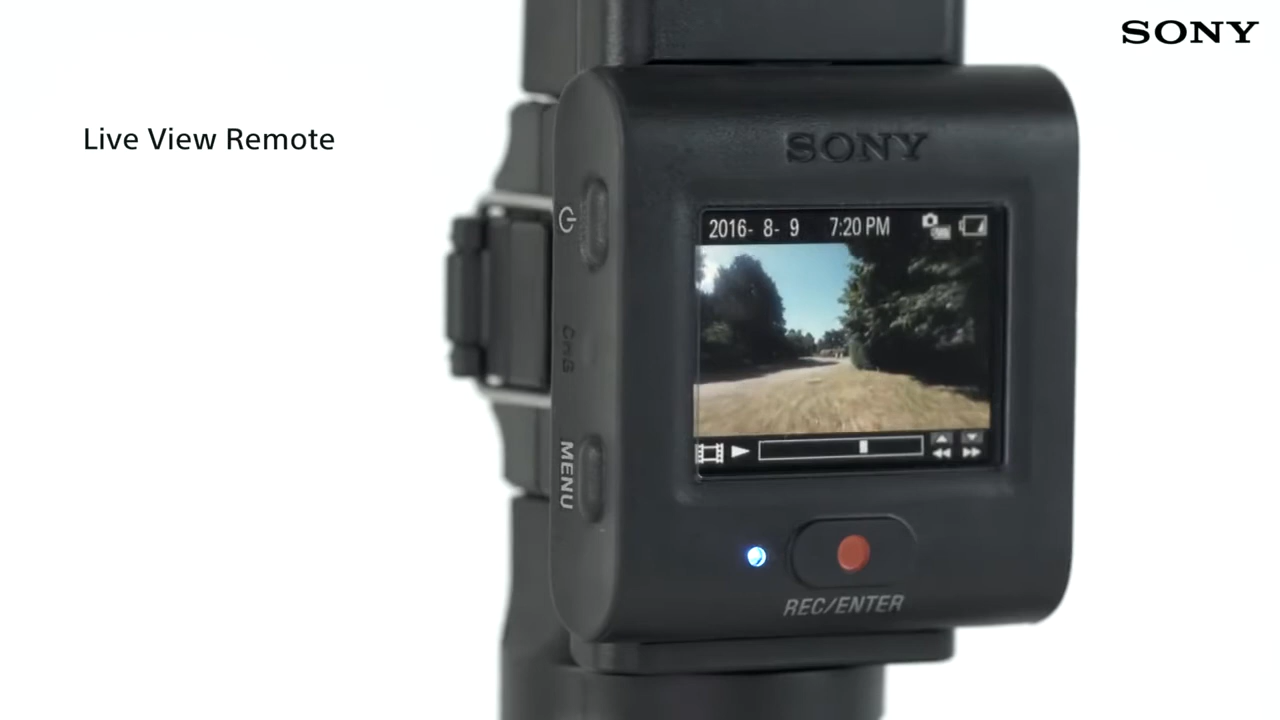 SONY
Live View Remote
SONY
2016- 8- 9 7:20 PM
MENU
REC/ENTER